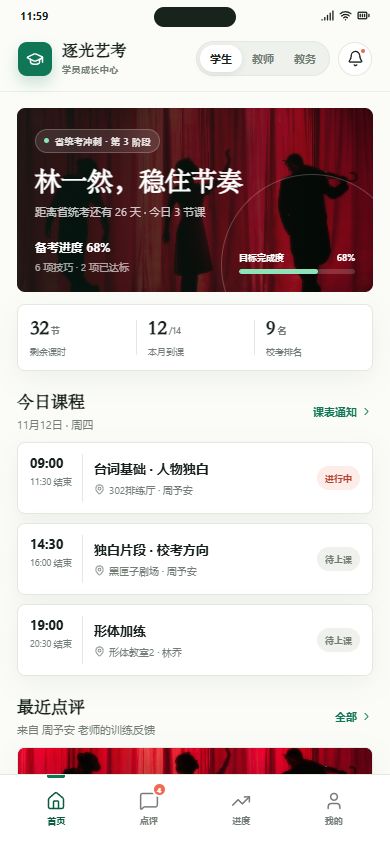 11:59
逐光艺考
学员成长中心
学生 教师 教务
省统考冲刺 · 第 3 阶段
林一然，稳住节奏
距离省统考还有 26 天 · 今日 3 节课
备考进度 68%
6 项技巧 · 2 项已达标
目标完成度 68%
32节
剩余课时
12/14
本月到课
9名
校考排名
今日课程
11月12日 · 周四
课表通知
09:00
11:30 结束
台词基础 · 人物独白
302排练厅 · 周予安
进行中
14:30
16:00 结束
独白片段 · 校考方向
黑匣子剧场 · 周予安
待上课
19:00
20:30 结束
形体加练
形体教室2 · 林乔
待上课
最近点评
来自 周予安 老师的训练反馈
全部
首页
4
点评
进度
我的